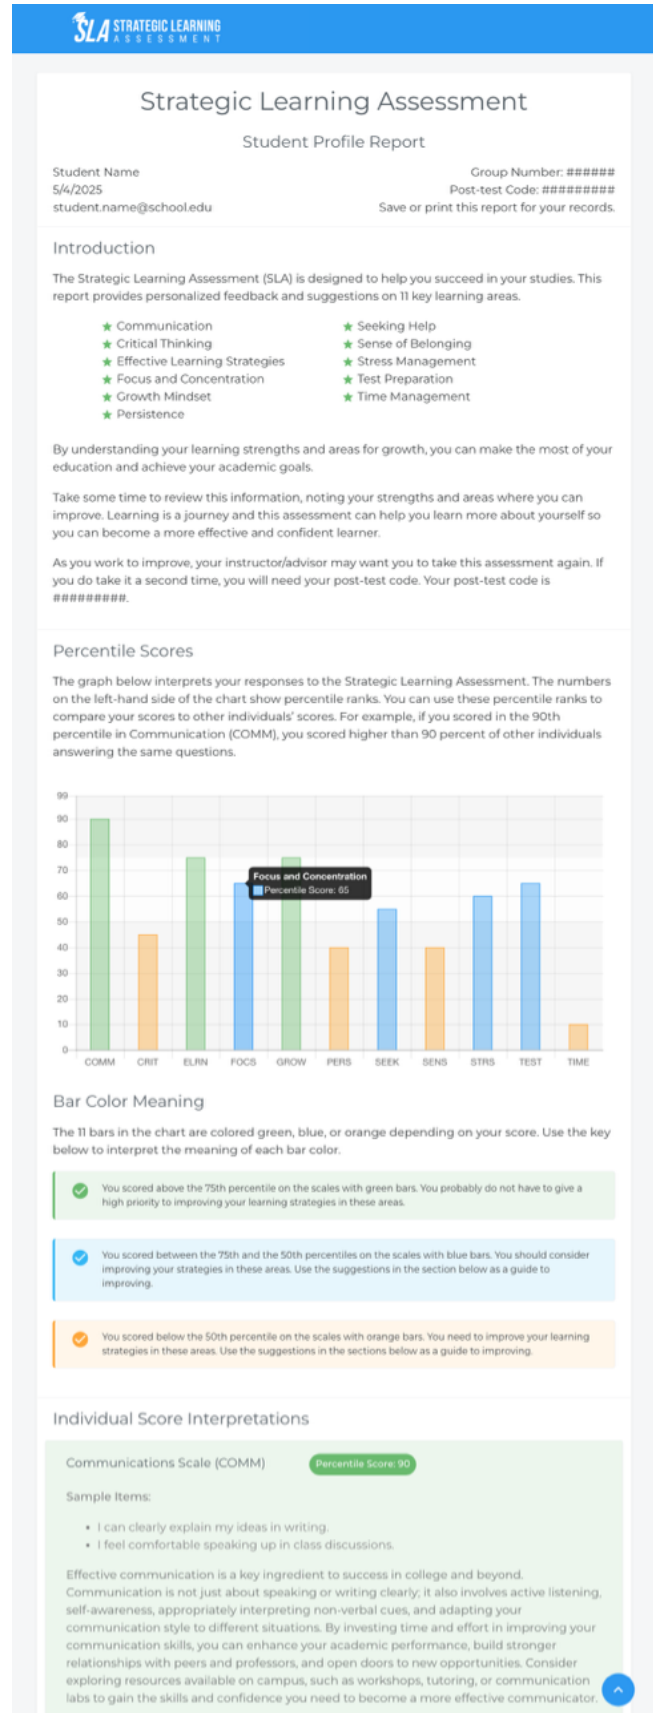 SLA STRATEGIC LEARNING
ASSESSMENT
Strategic Learning Assessment
Student Profile Report
Student Name
5/4/2025
student.name@school.edu
Group Number: ######
Post-test Code: #########
Save or print this report for your records.
Introduction
The Strategic Learning Assessment (SLA) is designed to help you succeed in your studies. This
report provides personalized feedback and suggestions on 11 key learning areas.
Communication
Critical Thinking
Effective Learning Strategies
Focus and Concentration
Growth Mindset
Persistence
Seeking Help
Sense of Belonging
Stress Management
Test Preparation
Time Management
By understanding your learning strengths and areas for growth, you can make the most of your
education and achieve your academic goals.
Take some time to review this information, noting your strengths and areas where you can
improve. Learning is a journey and this assessment can help you learn more about yourself so
you can become a more effective and confident learner.
As you work to improve, your instructor/advisor may want you to take this assessment again. If
you do take it a second time, you will need your post-test code. Your post-test code is
#########.
Percentile Scores
The graph below interprets your responses to the Strategic Learning Assessment. The numbers
on the left-hand side of the chart show percentile ranks. You can use these percentile ranks to
compare your scores to other individuals' scores. For example, if you scored in the 90th
percentile in Communication (COMM), you scored higher than 90 percent of other individuals
answering the same questions.
99
90
80
70
60
50
40
30
20
10
0
Focus and Concentration
Percentile Score: 65
COMM CRIT ELRN FOCS GROW PERS SEEK SENS STRS TEST TIME
Bar Color Meaning
The 11 bars in the chart are colored green, blue, or orange depending on your score. Use the key
below to interpret the meaning of each bar color.
You scored above the 75th percentile on the scales with green bars. You probably do not have to give a
high priority to improving your learning strategies in these areas.
You scored between the 75th and the 50th percentiles on the scales with blue bars. You should consider
improving your strategies in these areas. Use the suggestions in the section below as a guide to
improving.
You scored below the 50th percentile on the scales with orange bars. You need to improve your learning
strategies in these areas. Use the suggestions in the sections below as a guide to improving.
Individual Score Interpretations
Communications Scale (COMM)
Percentile Score: 90
Sample Items:
• I can clearly explain my ideas in writing.
• I feel comfortable speaking up in class discussions.
Effective communication is a key ingredient to success in college and beyond.
Communication is not just about speaking or writing clearly; it also involves active listening,
self-awareness, appropriately interpreting non-verbal cues, and adapting your
communication style to different situations. By investing time and effort in improving your
communication skills, you can enhance your academic performance, build stronger
relationships with peers and professors, and open doors to new opportunities. Consider
exploring resources available on campus, such as workshops, tutoring, or communication
labs to gain the skills and confidence you need to become a more effective communicator.